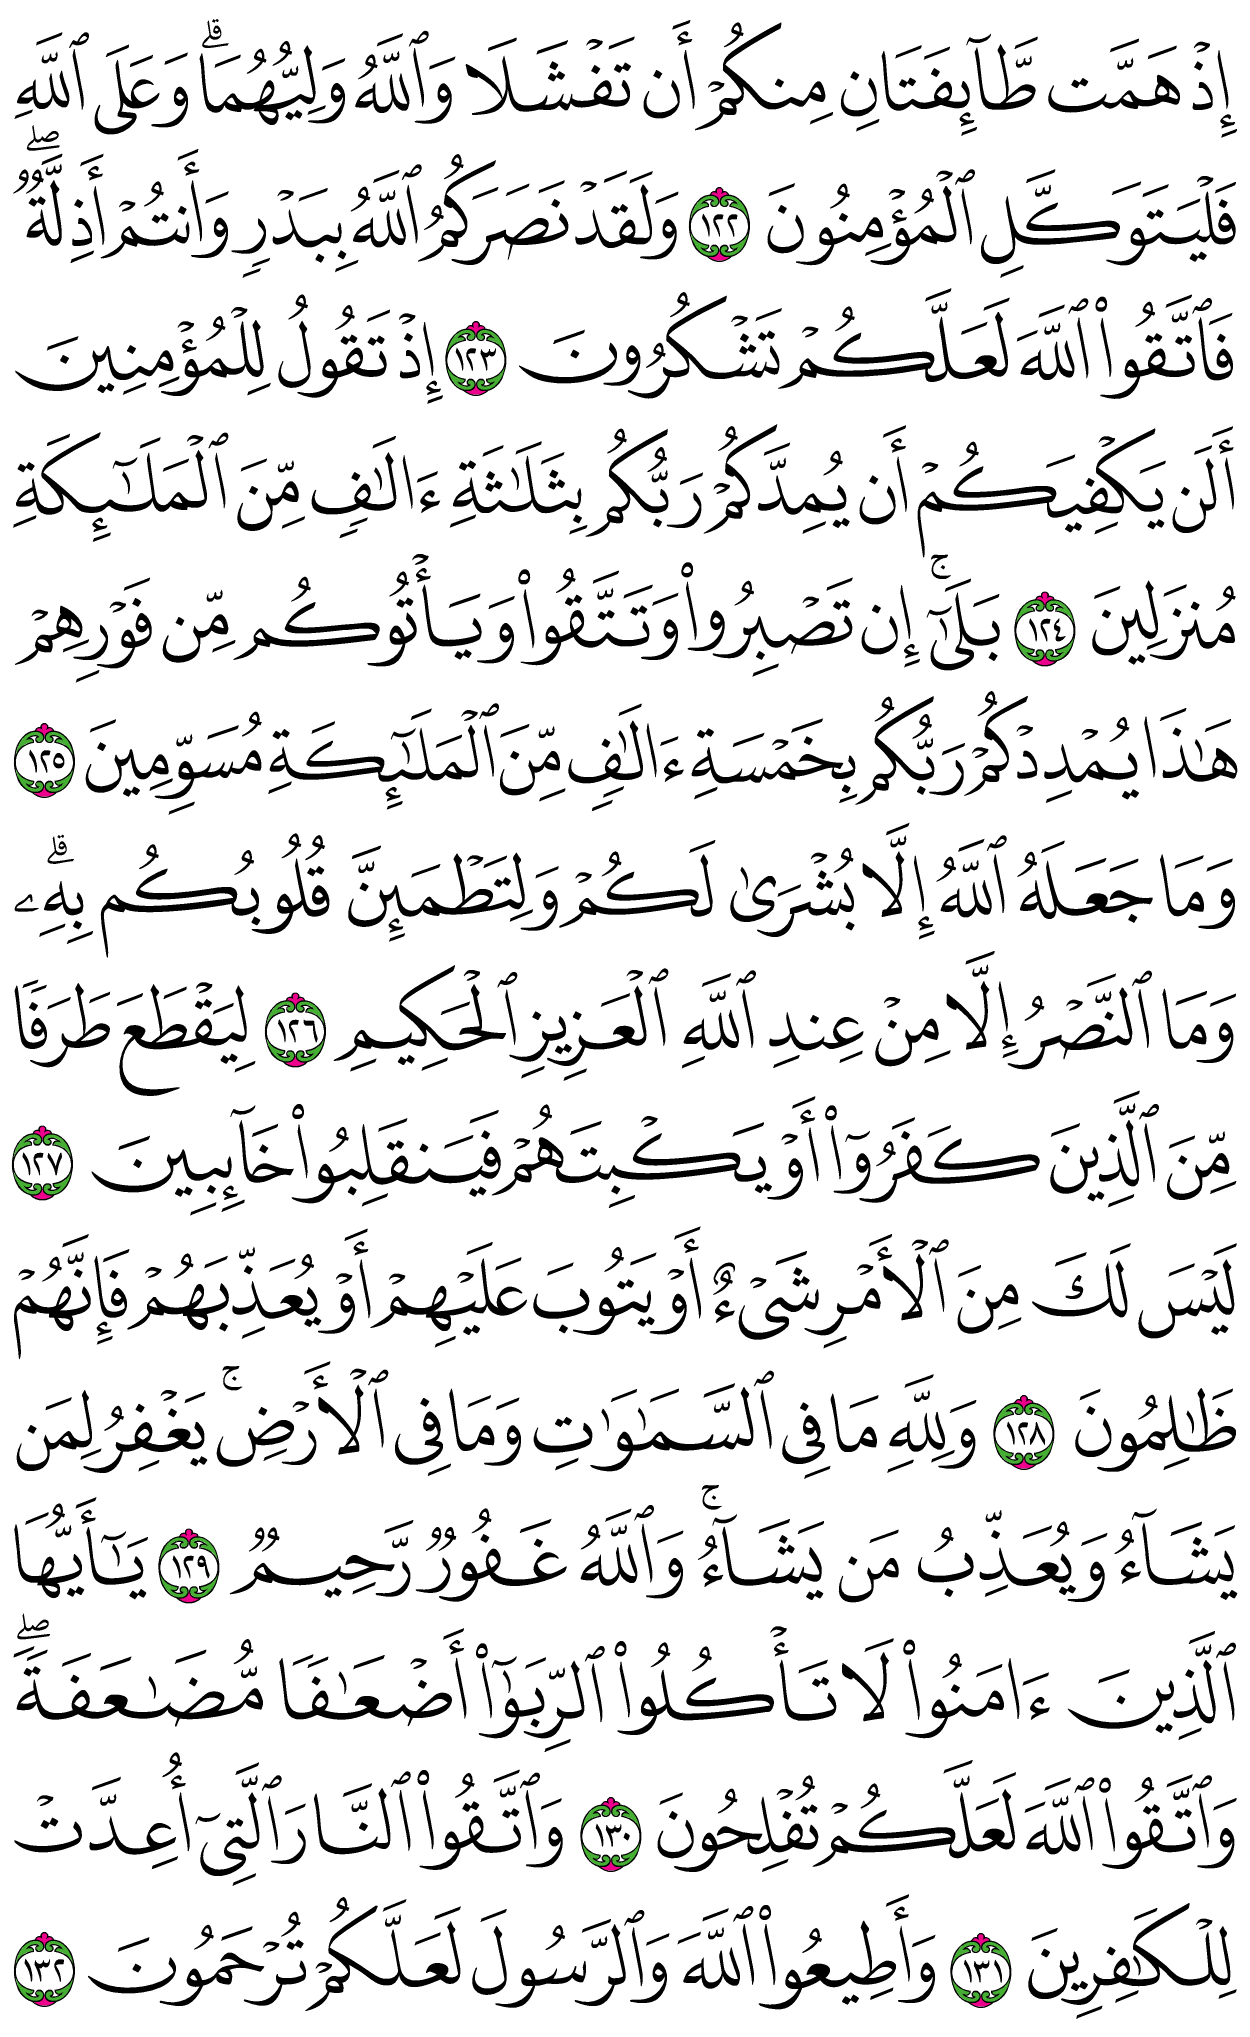 إِذْ هَمَّت طَّآئِفَتَانِ مِنكُمْ أَن تَفْشَلَا وَٱللَّهُ وَلِيُّهُمَا ۗ وَعَلَى ٱللَّهِ
فَلْيَتَوَكَّلِ ٱلْمُؤْمِنُونَ ١٢٢ وَلَقَدْ نَصَرَكُمُ ٱللَّهُ بِبَدْرٍ وَأَنتُمْ أَذِلَّةٌ ۖ
فَٱتَّقُوا۟ ٱللَّهَ لَعَلَّكُمْ تَشْكُرُونَ ١٢٣ إِذْ تَقُولُ لِلْمُؤْمِنِينَ
أَلَن يَكْفِيَكُمْ أَن يُمِدَّكُمْ رَبُّكُم بِثَلَـٰثَةِ ءَالَـٰفٍ مِّنَ ٱلْمَلَـٰٓئِكَةِ
مُنزَلِينَ ١٢٤ بَلَىٰٓ ۚ إِن تَصْبِرُوا۟ وَتَتَّقُوا۟ وَيَأْتُوكُم مِّن فَوْرِهِمْ
هَـٰذَا يُمْدِدْكُمْ رَبُّكُم بِخَمْسَةِ ءَالَـٰفٍ مِّنَ ٱلْمَلَـٰٓئِكَةِ مُسَوِّمِينَ ١٢٥
وَمَا جَعَلَهُ ٱللَّهُ إِلَّا بُشْرَىٰ لَكُمْ وَلِتَطْمَئِنَّ قُلُوبُكُم بِهِۦ ۗ
وَمَا ٱلنَّصْرُ إِلَّا مِنْ عِندِ ٱللَّهِ ٱلْعَزِيزِ ٱلْحَكِيمِ ١٢٦ لِيَقْطَعَ طَرَفًا
مِّنَ ٱلَّذِينَ كَفَرُوٓا۟ أَوْ يَكْبِتَهُمْ فَيَنقَلِبُوا۟ خَآئِبِينَ ١٢٧
لَيْسَ لَكَ مِنَ ٱلْأَمْرِ شَىْءٌ أَوْ يَتُوبَ عَلَيْهِمْ أَوْ يُعَذِّبَهُمْ فَإِنَّهُمْ
ظَـٰلِمُونَ ١٢٨ وَلِلَّهِ مَا فِى ٱلسَّمَـٰوَٰتِ وَمَا فِى ٱلْأَرْضِ ۚ يَغْفِرُ لِمَن
يَشَآءُ وَيُعَذِّبُ مَن يَشَآءُ ۚ وَٱللَّهُ غَفُورٌ رَّحِيمٌ ١٢٩ يَـٰٓأَيُّهَا
ٱلَّذِينَ ءَامَنُوا۟ لَا تَأْكُلُوا۟ ٱلرِّبَوٰٓا۟ أَضْعَـٰفًا مُّضَـٰعَفَةً ۖ
وَٱتَّقُوا۟ ٱللَّهَ لَعَلَّكُمْ تُفْلِحُونَ ١٣٠ وَٱتَّقُوا۟ ٱلنَّارَ ٱلَّتِىٓ أُعِدَّتْ
لِلْكَـٰفِرِينَ ١٣١ وَأَطِيعُوا۟ ٱللَّهَ وَٱلرَّسُولَ لَعَلَّكُمْ تُرْحَمُونَ ١٣٢